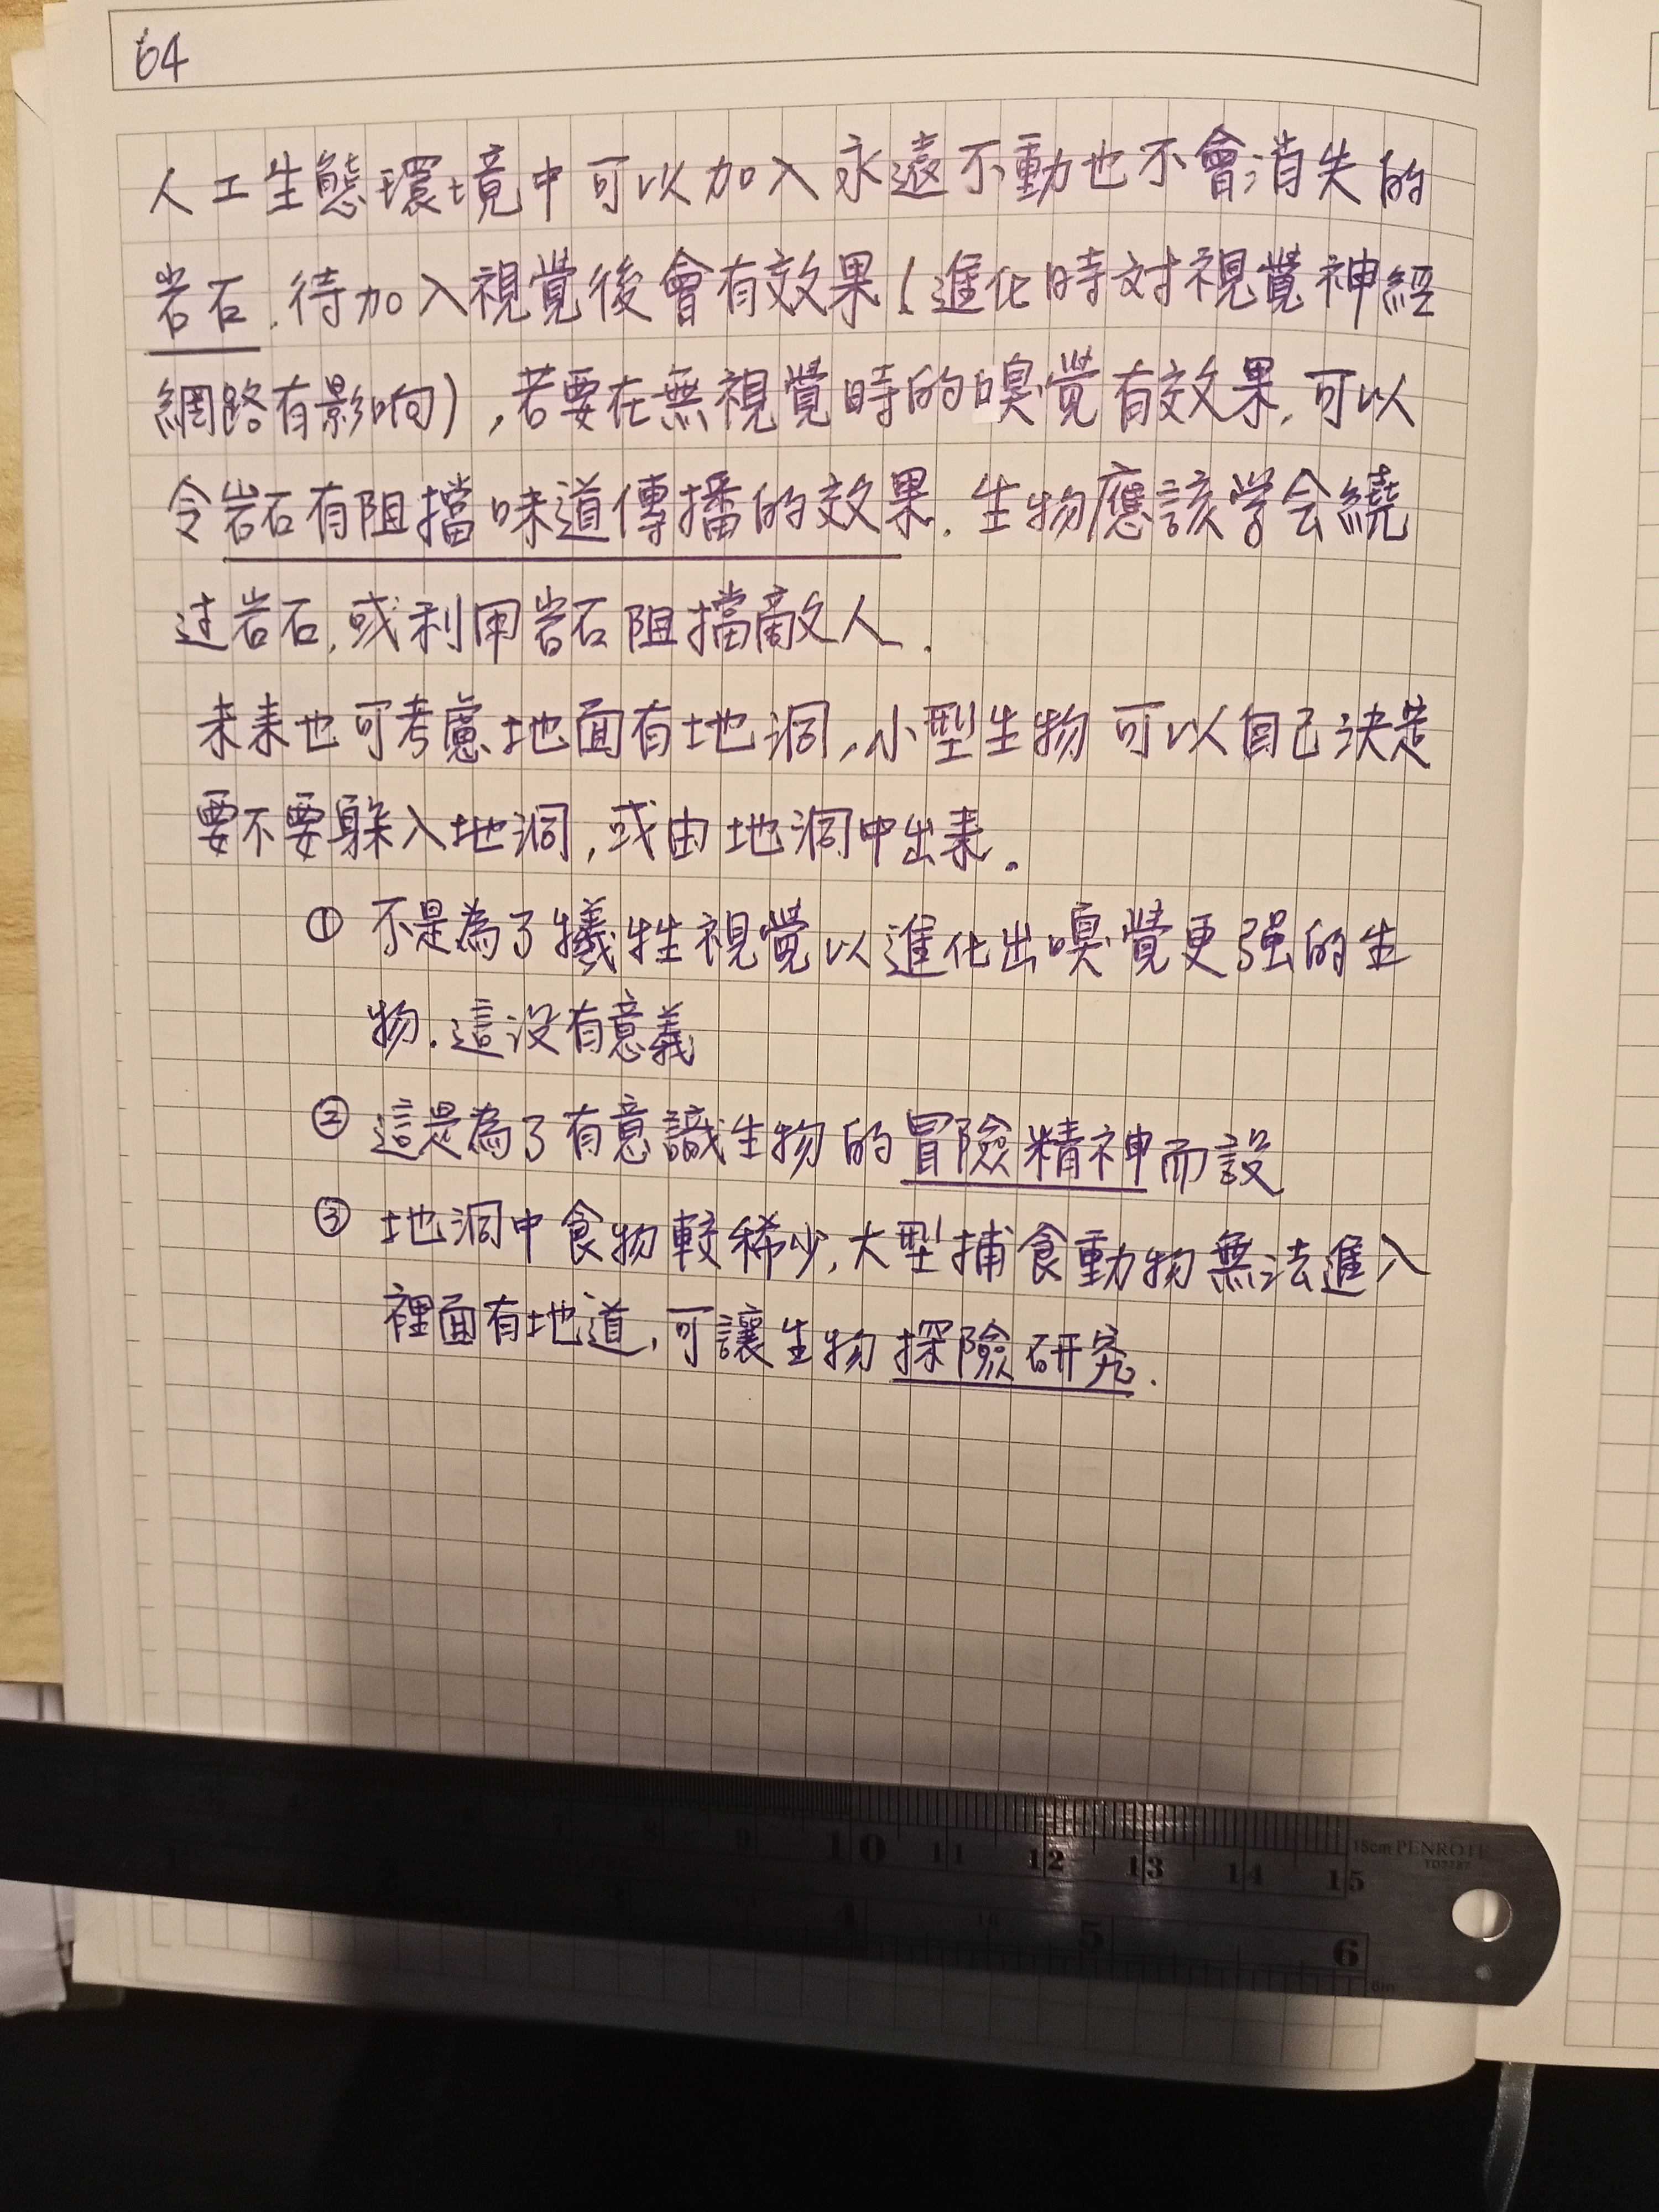 64
人工生態環境中可以加入永遠不動也不會消失的
岩石.待加入視覺後會有效果(進化時对視覺神經
網路有影响),若要在無視覺時的嗅觉有效果,可以
令岩石有阻擋味道傳播的效果.生物應該学会繞
过岩石,或利用岩石阻擋敵人.
未来也可考慮地面有地洞,小型生物可以自己決定
要不要躲入地洞,或由地洞中出来。
① 不是為了犧牲視覺以進化出嗅覺更强的生
物.這没有意義
② 這是為了有意識生物的冒險精神而設
③ 地洞中食物較稀少,大型捕食動物無法進入
裡面有地道,可讓生物探險研究.
8 9 10 11 12 13 14 15
15cm PENROTE
4 5 6